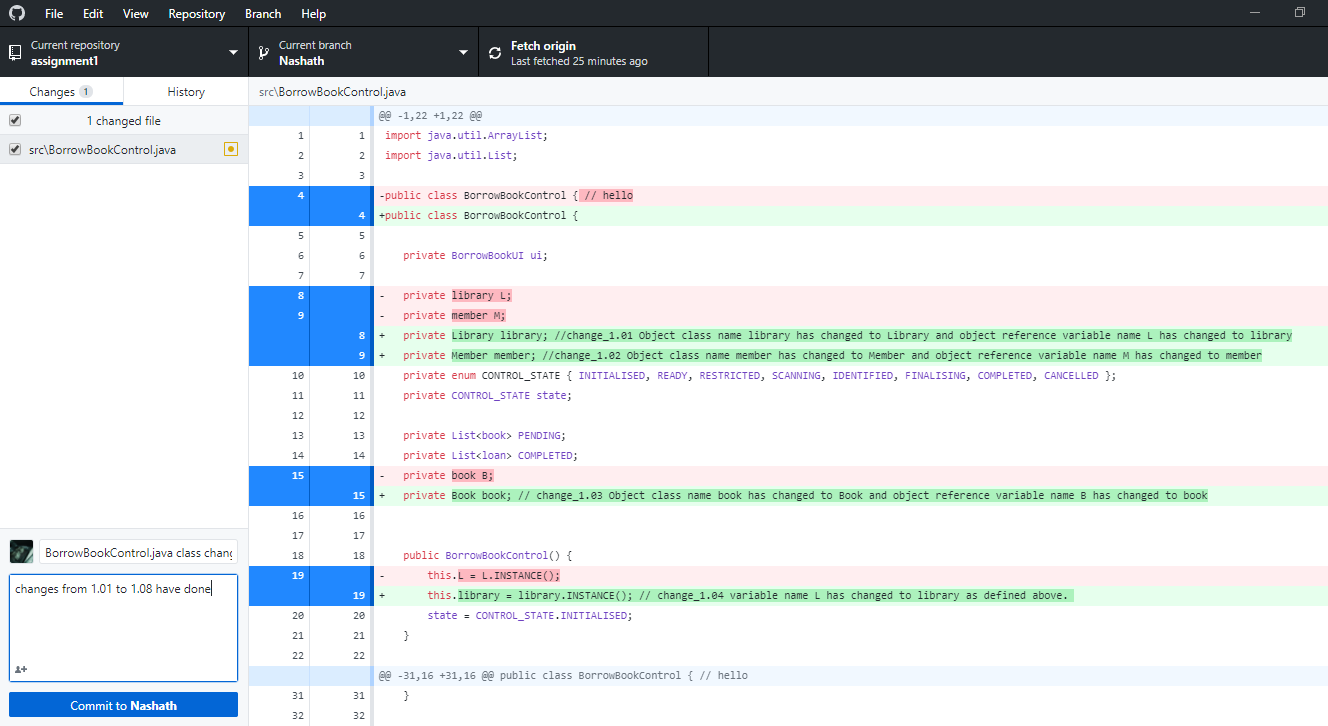 File Edit View Repository Branch Help
Current repository
assignment1
Current branch
Nashath
Fetch origin
Last fetched 25 minutes ago
Changes 1 History
src\BorrowBookControl.java
1 changed file
src\BorrowBookControl.java
@@ -1,22 +1,22 @@
1 1 import java.util.ArrayList;
2 2 import java.util.List;
3 3
4 -public class BorrowBookControl { // hello
4 +public class BorrowBookControl {
5 5
6 6 private BorrowBookUI ui;
7 7
8 - private library L;
9 - private member M;
8 + private Library library; //change_1.01 Object class name library has changed to Library and object reference variable name L has changed to library
9 + private Member member; //change_1.02 Object class name member has changed to Member and object reference variable name M has changed to member
10 10 private enum CONTROL_STATE { INITIALISED, READY, RESTRICTED, SCANNING, IDENTIFIED, FINALISING, COMPLETED, CANCELLED };
11 11 private CONTROL_STATE state;
12 12
13 13 private List<book> PENDING;
14 14 private List<loan> COMPLETED;
15 - private book B;
15 + private Book book; // change_1.03 Object class name book has changed to Book and object reference variable name B has changed to book
16 16
17 17
18 18 public BorrowBookControl() {
19 - this.L = L.INSTANCE();
19 + this.library = library.INSTANCE(); // change_1.04 variable name L has changed to library as defined above.
20 20 state = CONTROL_STATE.INITIALISED;
21 21 }
22 22
@@ -31,16 +31,16 @@ public class BorrowBookControl { // hello
31 31 }
32 32
BorrowBookControl.java class chang
changes from 1.01 to 1.08 have done
Commit to Nashath